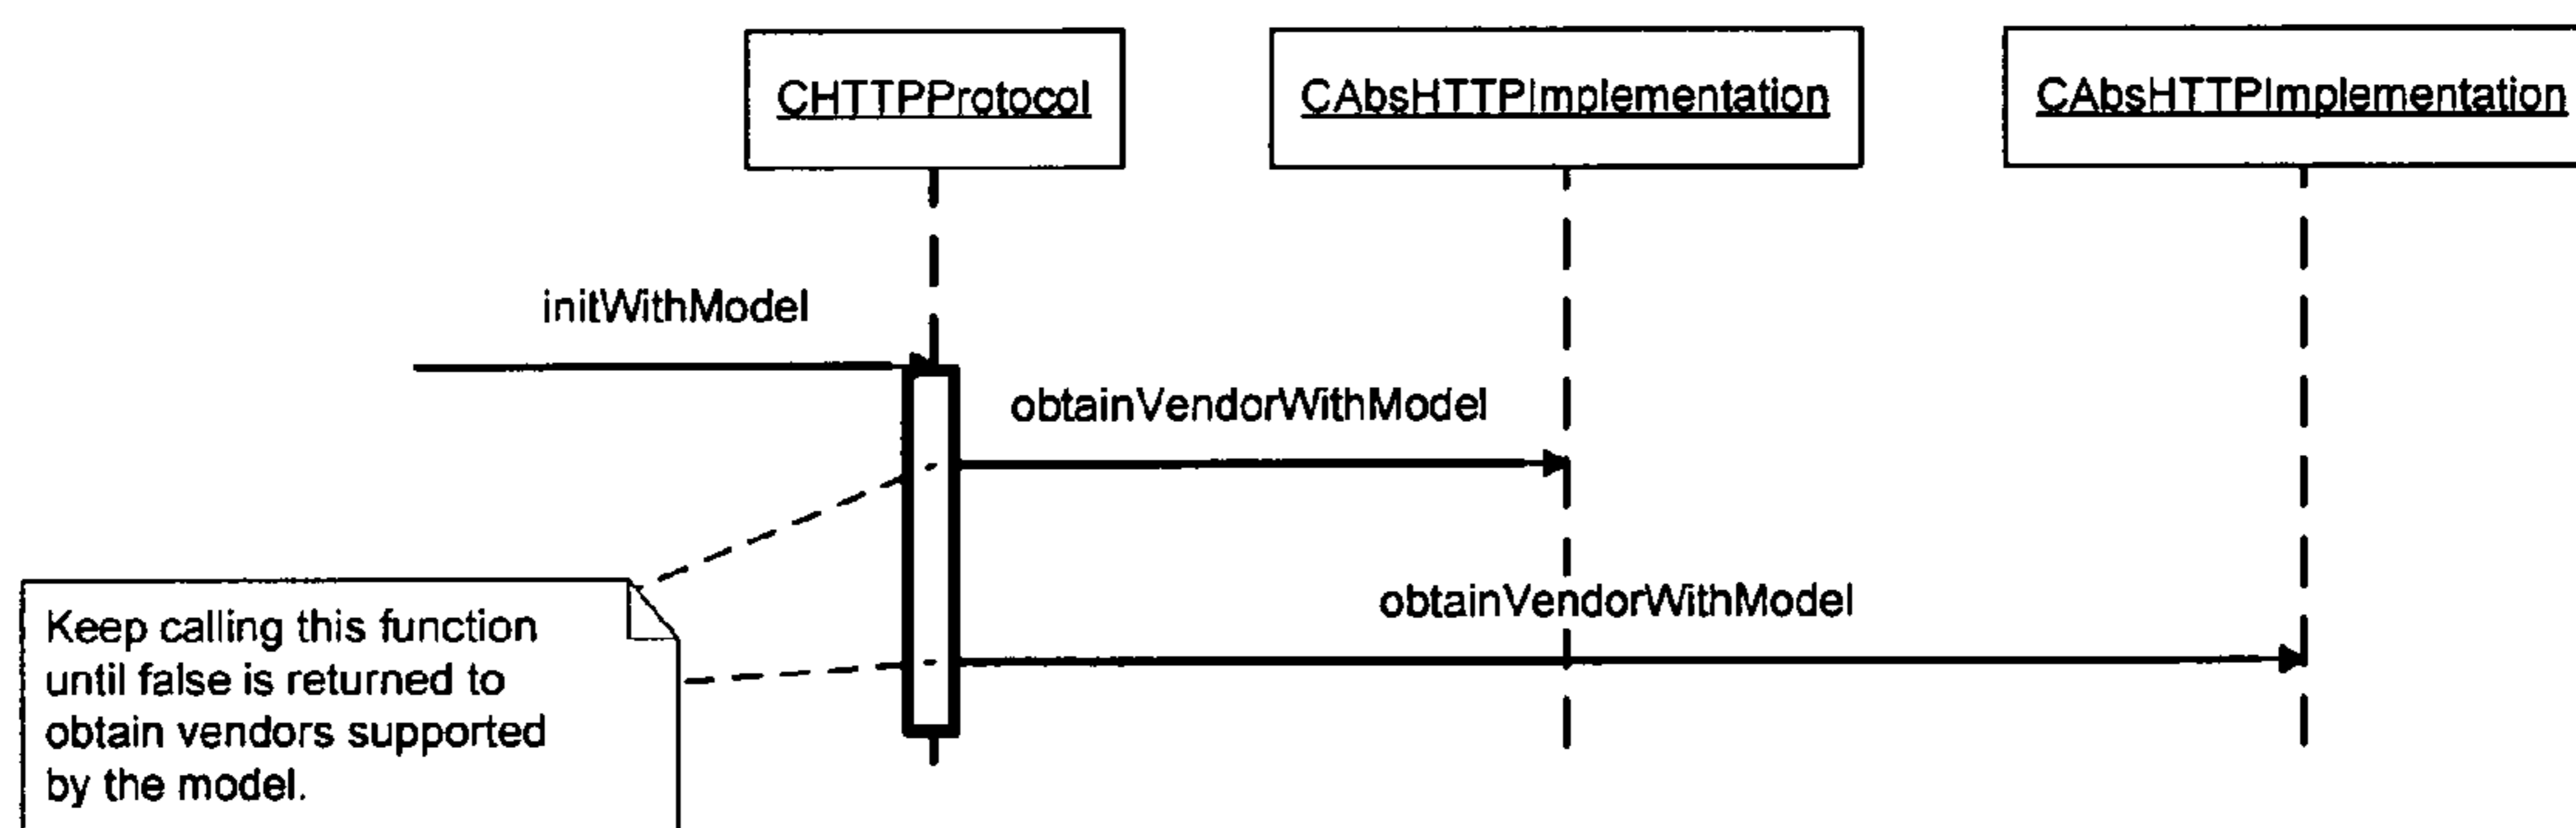 CHTTPProtocol
CAbsHTTPImplementation
CAbsHTTPImplementation
initWithModel
obtainVendorWithModel
obtainVendorWithModel
Keep calling this function
until false is returned to
obtain vendors supported
by the model.